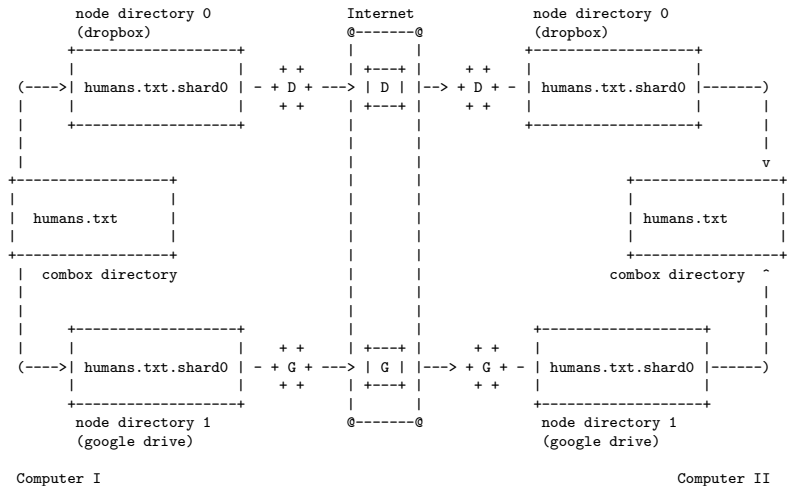 node directory 0 Internet node directory 0
(dropbox) @-------@ (dropbox)
+------------------+ | | +------------------+
| | + + | +---+ | + + | |
(---->| humans.txt.shard0 | - + D + ---> | | D | | --> + D + - | humans.txt.shard0 |-------)
| | | + + | +---+ | + + | | |
| +------------------+ | | +------------------+ |
| | | |
| | | v
+------------------+ | | +-----------------+
| | | | | |
| humans.txt | | | | humans.txt |
| | | | | |
+------------------+ | | +-----------------+
| combox directory | | combox directory ^
| | | |
| | | |
| +------------------+ | | +------------------+ |
| | | + + | +---+ | + + | | |
(---->| humans.txt.shard0 | - + G + ---> | | G | | ---> + G + - | humans.txt.shard0 |------)
| | + + | +---+ | + + | |
+------------------+ | | +------------------+
node directory 1 @-------@ node directory 1
(google drive) (google drive)
Computer I Computer II